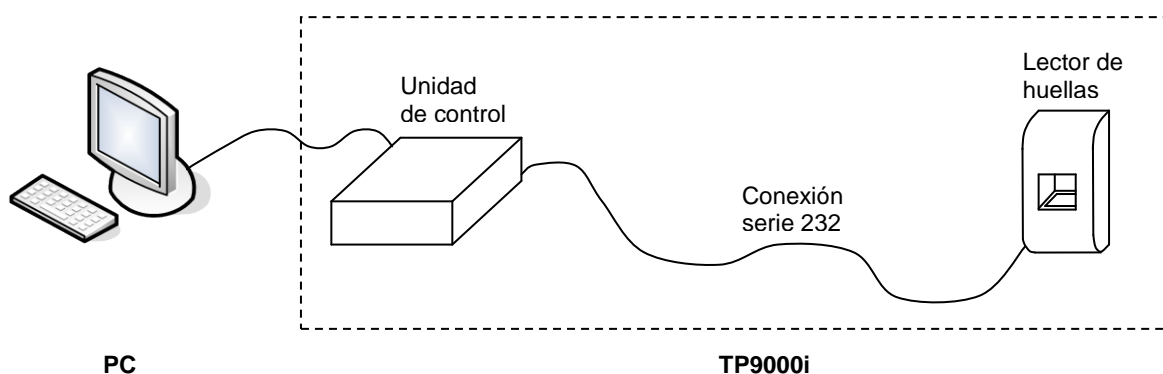 Unidad
de control
Lector de
huellas
Conexión
serie 232
PC
TP9000i